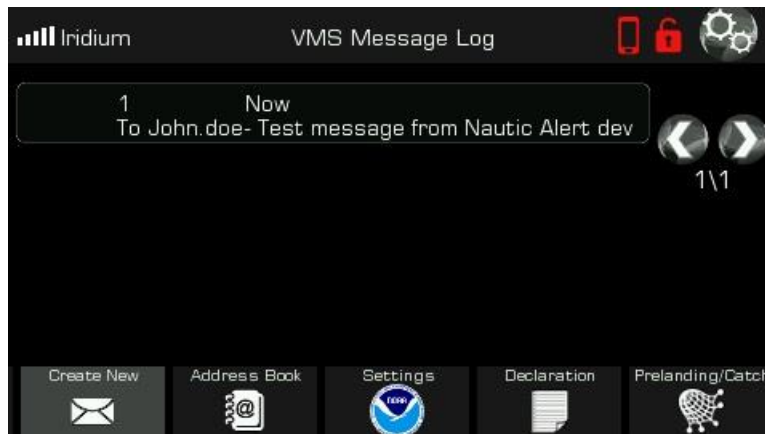 Iridium
VMS Message Log
1 Now
To John.doe- Test message from Nautic Alert dev
1\1
Create New
Address Book
Settings
Declaration
Prelanding/Catch
@
NOAA